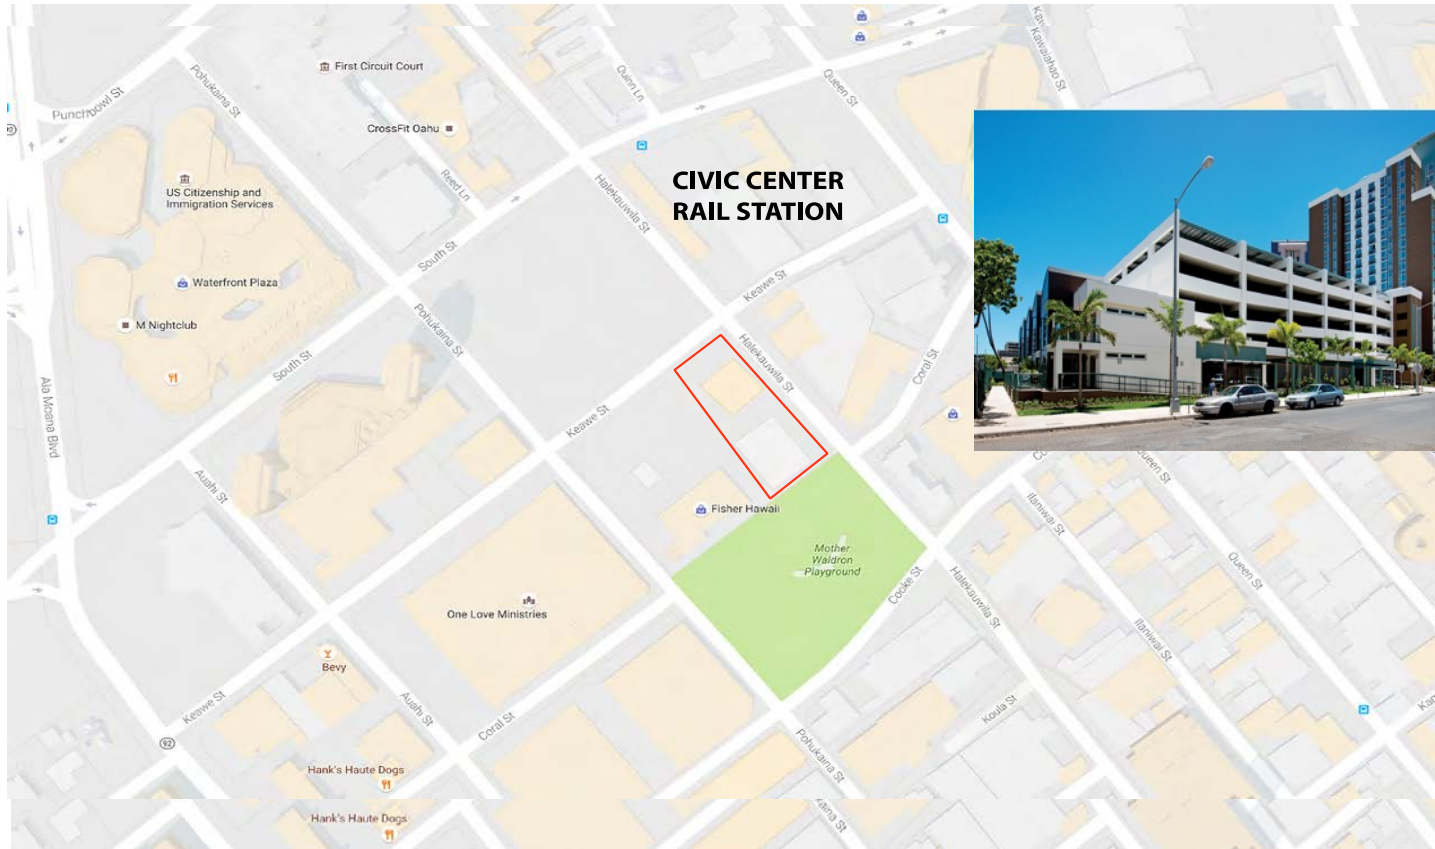 Kawaiahao St
First Circuit Court
Pohukaina St
Quinn Ln
Queen St
Punchbowl St
92
CrossFit Oahu
US Citizenship and
Immigration Services
Reed Ln
Halekauwila St
CIVIC CENTER
RAIL STATION
South St
Waterfront Plaza
Keawe St
M Nightclub
Pohukaina St
Halekauwila St
South St
Coral St
Ala Moana Blvd
Keawe St
Queen St
Auahi St
Ilaniwai St
Fisher Hawaii
Mother
Waldron
Playground
Queen St
Cooke St
Halekauwila St
One Love Ministries
Ilaniwai St
Bevy
Keawe St
Auahi St
Coral St
Koula St
92
Pohukaina St
Hank's Haute Dogs
Hank's Haute Dogs